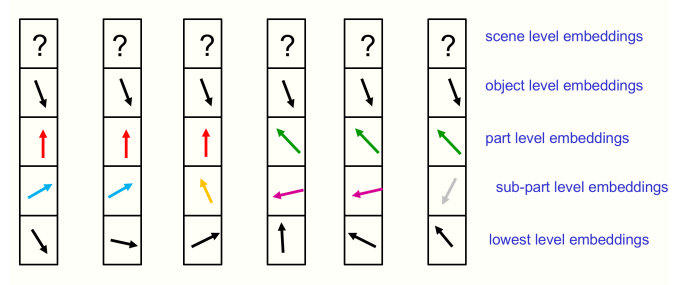 ? ? ? ? ? ? scene level embeddings
object level embeddings
part level embeddings
sub-part level embeddings
lowest level embeddings